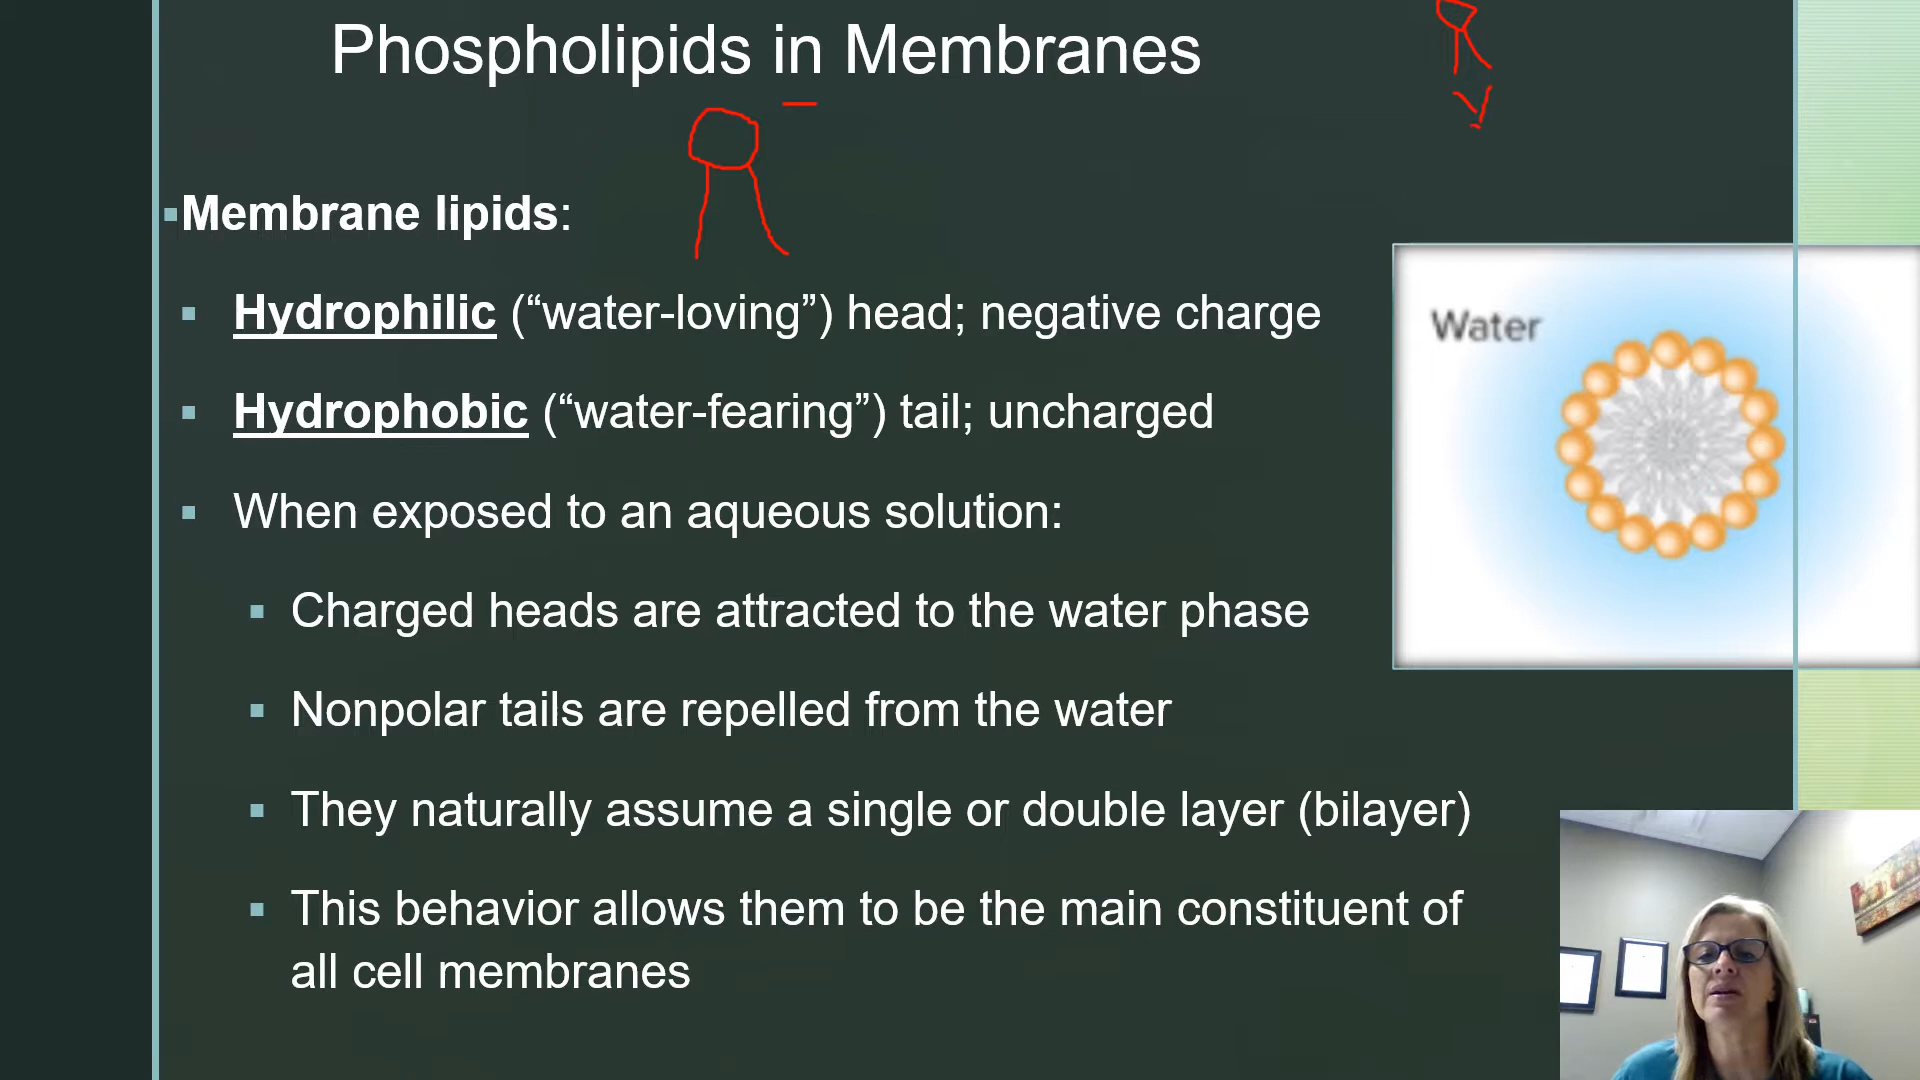 Phospholipids in Membranes
▪Membrane lipids:
▪ Hydrophilic (“water-loving”) head; negative charge
▪ Hydrophobic (“water-fearing”) tail; uncharged
▪ When exposed to an aqueous solution:
▪ Charged heads are attracted to the water phase
▪ Nonpolar tails are repelled from the water
▪ They naturally assume a single or double layer (bilayer)
▪ This behavior allows them to be the main constituent of
all cell membranes
Water